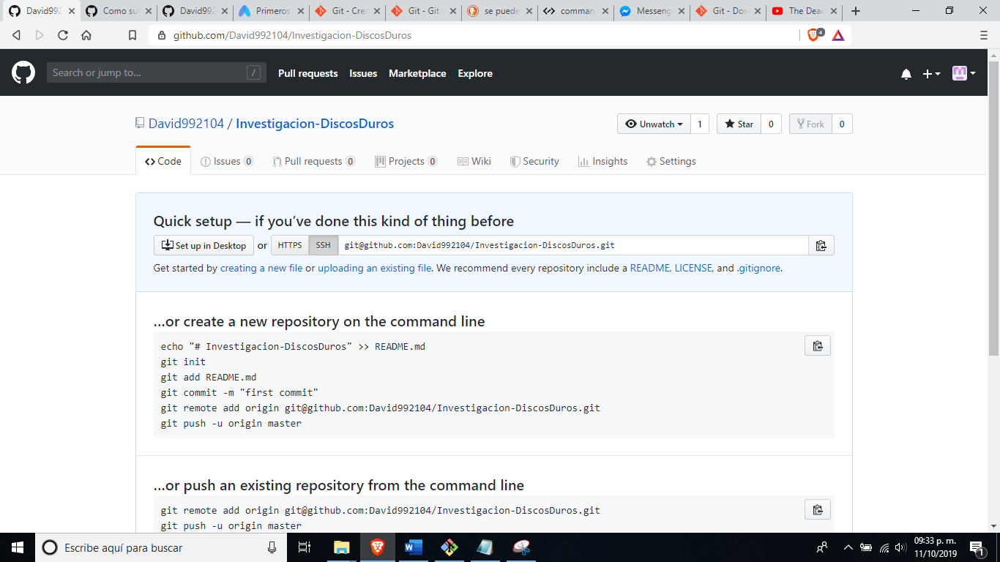 David992 Como sul David992 Primeros Git - Crea Git - Git se puede comman Messeng Git - Dow The Dead
github.com/David992104/Investigacion-DiscosDuros 4
Search or jump to... / Pull requests Issues Marketplace Explore
David992104 / Investigacion-DiscosDuros Unwatch 1 Star 0 Fork 0
Code Issues 0 Pull requests 0 Projects 0 Wiki Security Insights Settings
Quick setup — if you’ve done this kind of thing before
Set up in Desktop or HTTPS SSH git@github.com:David992104/Investigacion-DiscosDuros.git
Get started by creating a new file or uploading an existing file. We recommend every repository include a README, LICENSE, and .gitignore.
…or create a new repository on the command line
echo "# Investigacion-DiscosDuros" >> README.md
git init
git add README.md
git commit -m "first commit"
git remote add origin git@github.com:David992104/Investigacion-DiscosDuros.git
git push -u origin master
…or push an existing repository from the command line
git remote add origin git@github.com:David992104/Investigacion-DiscosDuros.git
git push -u origin master
Escribe aquí para buscar 09:33 p. m.
11/10/2019 1